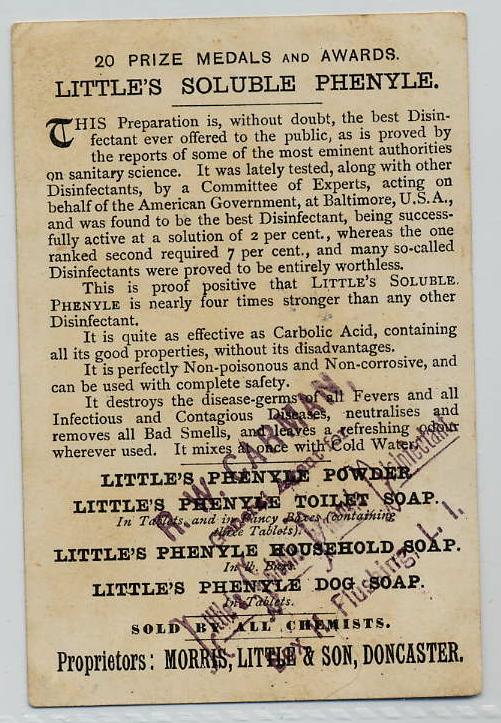 20 PRIZE MEDALS AND AWARDS.
LITTLE'S SOLUBLE PHENYLE.
THIS Preparation is, without doubt, the best Disin-
fectant ever offered to the public, as is proved by
the reports of some of the most eminent authorities
on sanitary science. It was lately tested, along with other
Disinfectants, by a Committee of Experts, acting on
behalf of the American Government, at Baltimore, U.S.A.,
and was found to be the best Disinfectant, being success-
fully active at a solution of 2 per cent., whereas the one
ranked second required 7 per cent., and many so-called
Disinfectants were proved to be entirely worthless.
This is proof positive that LITTLE'S SOLUBLE
PHENYLE is nearly four times stronger than any other
Disinfectant.
It is quite as effective as Carbolic Acid, containing
all its good properties, without its disadvantages.
It is perfectly Non-poisonous and Non-corrosive, and
can be used with complete safety.
It destroys the disease-germs of all Fevers and all
Infectious and Contagious Diseases, neutralises and
removes all Bad Smells, and leaves a refreshing odour
wherever used. It mixes at once with Cold Water.
LITTLE'S PHENYLE POWDER
LITTLE'S PHENYLE TOILET SOAP.
In Tablets and in Fancy Boxes (containing
three Tablets).
LITTLE'S PHENYLE HOUSEHOLD SOAP.
In lb. Bars.
LITTLE'S PHENYLE DOG SOAP.
In Tablets.
SOLD BY ALL CHEMISTS.
Proprietors: MORRIS, LITTLE & SON, DONCASTER.
R. W. CARMAN,
Disinfectant
Flushing, L. I.